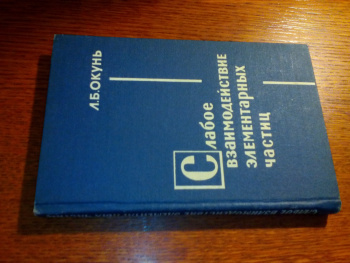 Л.Б.ОКУНЬ
Слабое
взаимодействие
элементарных
частиц